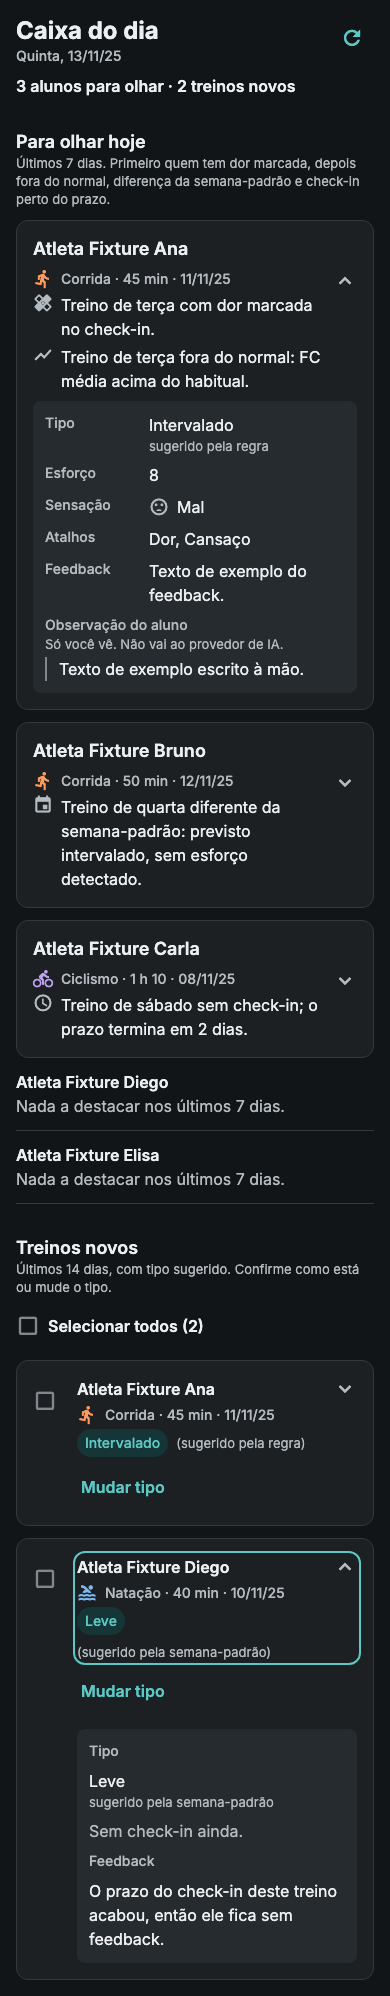 Caixa do dia
Quinta, 13/11/25
3 alunos para olhar · 2 treinos novos
Para olhar hoje
Últimos 7 dias. Primeiro quem tem dor marcada, depois
fora do normal, diferença da semana-padrão e check-in
perto do prazo.
Atleta Fixture Ana
Corrida · 45 min · 11/11/25
Treino de terça com dor marcada
no check-in.
Treino de terça fora do normal: FC
média acima do habitual.
Tipo
Intervalado
sugerido pela regra
Esforço
8
Sensação
Mal
Atalhos
Dor, Cansaço
Feedback
Texto de exemplo do
feedback.
Observação do aluno
Só você vê. Não vai ao provedor de IA.
Texto de exemplo escrito à mão.
Atleta Fixture Bruno
Corrida · 50 min · 12/11/25
Treino de quarta diferente da
semana-padrão: previsto
intervalado, sem esforço
detectado.
Atleta Fixture Carla
Ciclismo · 1 h 10 · 08/11/25
Treino de sábado sem check-in; o
prazo termina em 2 dias.
Atleta Fixture Diego
Nada a destacar nos últimos 7 dias.
Atleta Fixture Elisa
Nada a destacar nos últimos 7 dias.
Treinos novos
Últimos 14 dias, com tipo sugerido. Confirme como está
ou mude o tipo.
Selecionar todos (2)
Atleta Fixture Ana
Corrida · 45 min · 11/11/25
Intervalado (sugerido pela regra)
Mudar tipo
Atleta Fixture Diego
Natação · 40 min · 10/11/25
Leve
(sugerido pela semana-padrão)
Mudar tipo
Tipo
Leve
sugerido pela semana-padrão
Sem check-in ainda.
Feedback
O prazo do check-in deste treino
acabou, então ele fica sem
feedback.